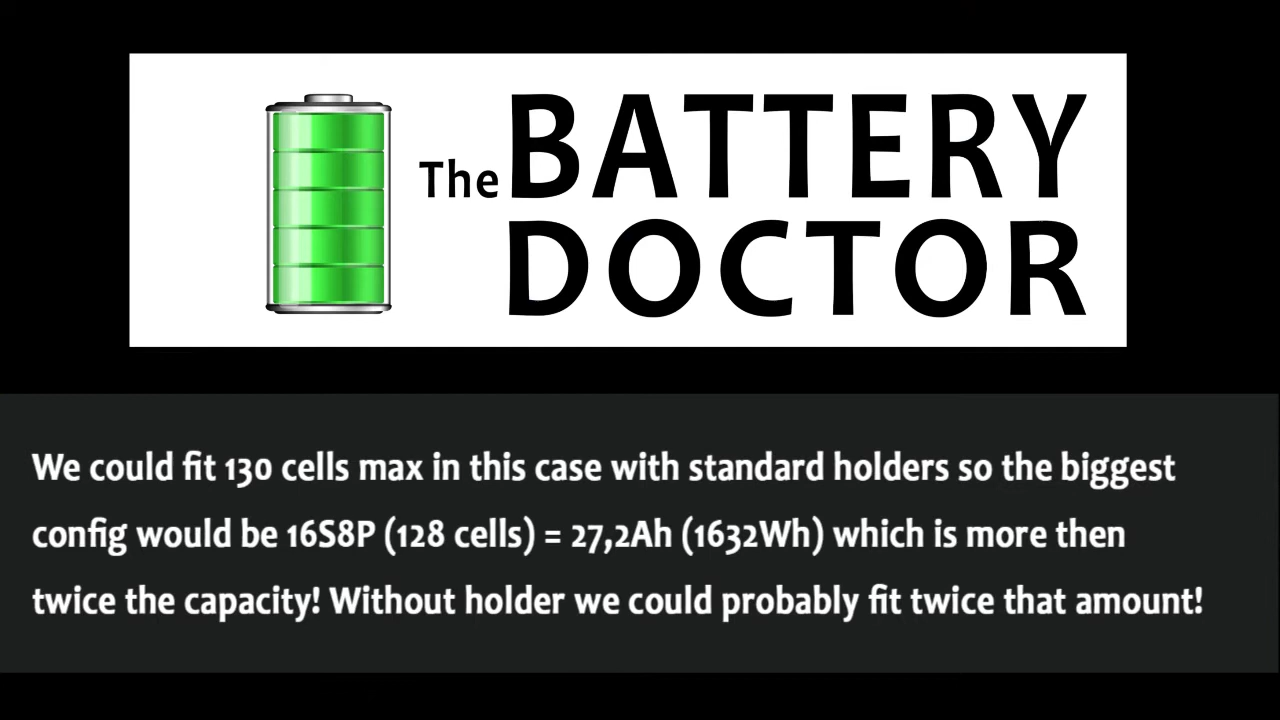 The BATTERY
DOCTOR
We could fit 130 cells max in this case with standard holders so the biggest
config would be 16S8P (128 cells) = 27,2Ah (1632Wh) which is more then
twice the capacity! Without holder we could probably fit twice that amount!